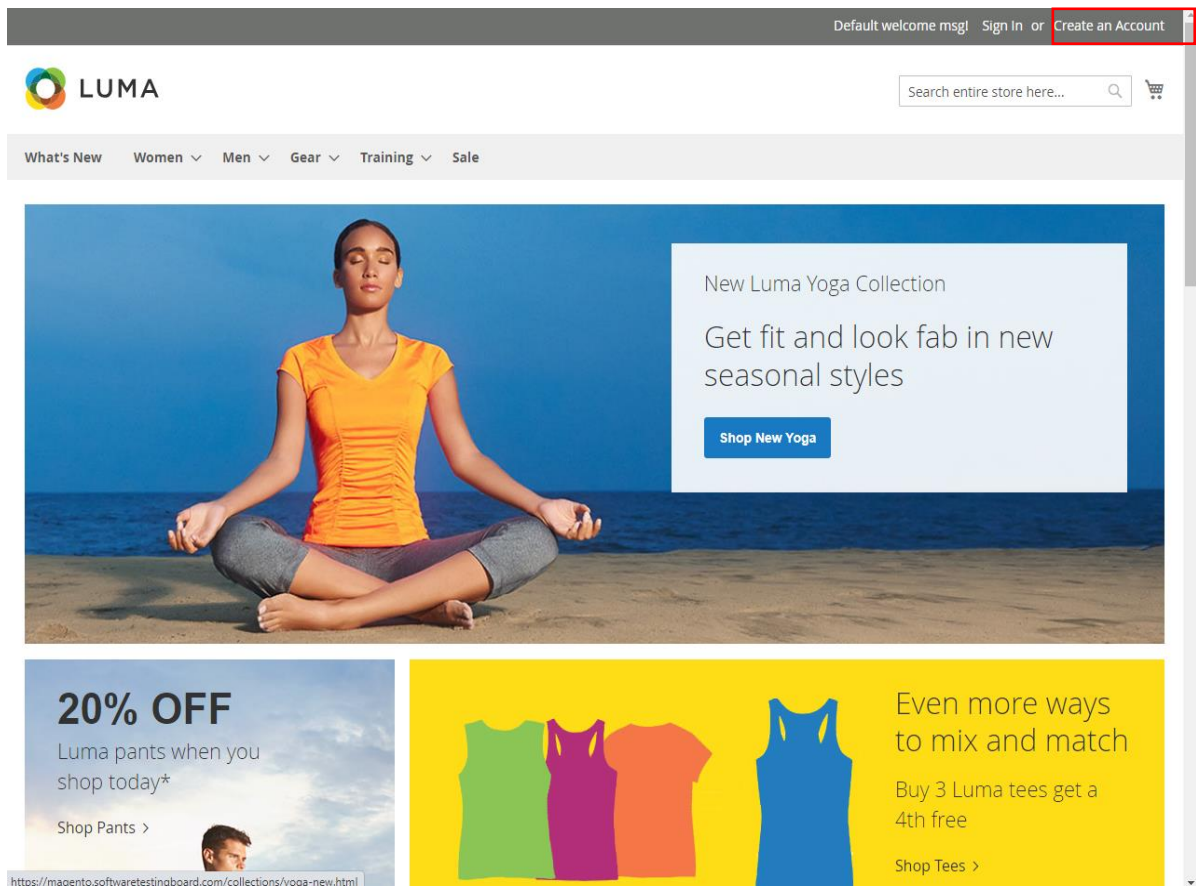 Default welcome msg! Sign In or Create an Account
LUMA
Search entire store here...
What's New Women Men Gear Training Sale
New Luma Yoga Collection
Get fit and look fab in new
seasonal styles
Shop New Yoga
20% OFF
Luma pants when you
shop today*
Shop Pants >
Even more ways
to mix and match
Buy 3 Luma tees get a
4th free
Shop Tees >
https://magento.softwaretestingboard.com/collections/yoga-new.html